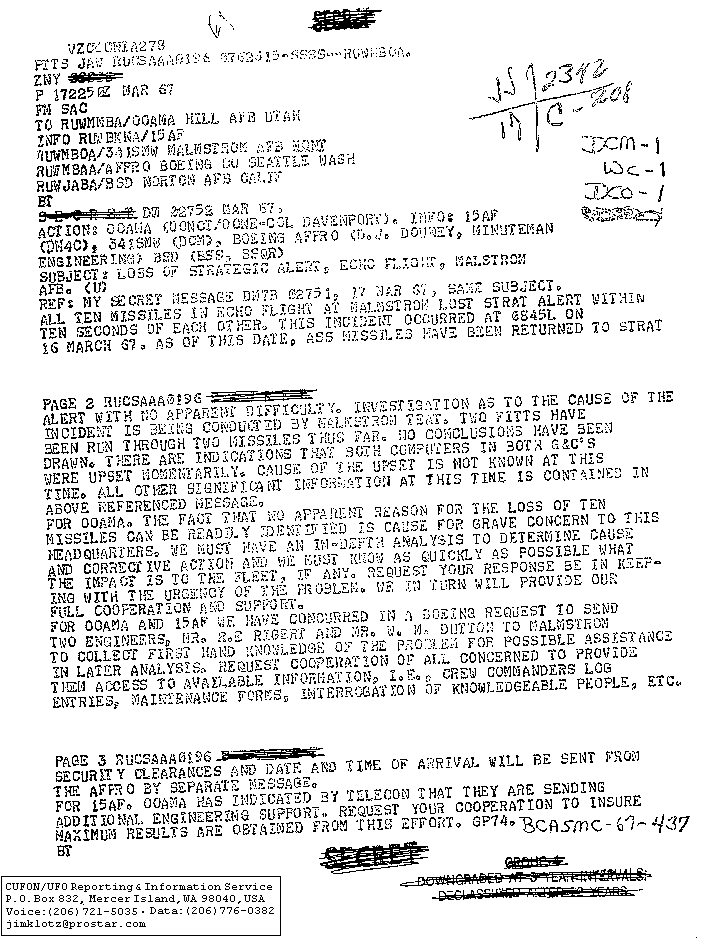 SECRET
VZCZCHIA278
PTTS JAW RUCSAAA0196 0762015-SSSS--RUWMBOA.
ZNY
P 172250Z MAR 67
FM SAC
TO RUWMMBA/OOAMA HILL AFB UTAH
INFO RUWBKNA/15AF
RUWMBOA/341SMW MALMSTROM AFB MONT
RUWMBAA/AFPRO BOEING CO SEATTLE WASH
RUWJABA/BSD NORTON AFB CALIF
BT
S E C R E T DM 02752 MAR 67.
ACTION: OOAMA (OONCT/OONE-COL DAVENPORT). INFO: 15AF
(DM4C), 341SMW (DCM), BOEING AFPRO (D.J. DOWNEY, MINUTEMAN
ENGINEERING) BSD (BSS, BSQR)
SUBJECT: LOSS OF STRATEGIC ALERT, ECHO FLIGHT, MALSTROM
AFB. (U)
REF: MY SECRET MESSAGE DM7B 02751, 17 MAR 67, SAME SUBJECT.
ALL TEN MISSILES IN ECHO FLIGHT AT MALMSTROM LOST STRAT ALERT WITHIN
TEN SECONDS OF EACH OTHER. THIS INCIDENT OCCURRED AT 0845L ON
16 MARCH 67. AS OF THIS DATE, ASS MISSILES HAVE BEEN RETURNED TO STRAT
JJ 2342
17 C-208
DCM-1
WC-1
DCO-1
PAGE 2 RUCSAAA0196
ALERT WITH NO APPARENT DIFFICULTY. INVESTIGATION AS TO THE CAUSE OF THE
INCIDENT IS BEING CONDUCTED BY MALMSTROM TEAT. TWO FITTS HAVE
BEEN RUN THROUGH TWO MISSILES THUS FAR. NO CONCLUSIONS HAVE BEEN
DRAWN. THERE ARE INDICATIONS THAT BOTH COMPUTERS IN BOTH G&C'S
WERE UPSET MOMENTARILY. CAUSE OF THE UPSET IS NOT KNOWN AT THIS
TIME. ALL OTHER SIGNIFICANT INFORMATION AT THIS TIME IS CONTAINED IN
ABOVE REFERENCED MESSAGE.
FOR OOAMA. THE FACT THAT NO APPARENT REASON FOR THE LOSS OF TEN
MISSILES CAN BE READILY IDENTIFIED IS CAUSE FOR GRAVE CONCERN TO THIS
HEADQUARTERS. WE MUST HAVE AN IN-DEPTH ANALYSIS TO DETERMINE CAUSE
AND CORRECTIVE ACTION AND WE MUST KNOW AS QUICKLY AS POSSIBLE WHAT
THE IMPACT IS TO THE FLEET, IF ANY. REQUEST YOUR RESPONSE BE IN KEEP-
ING WITH THE URGENCY OF THE PROBLEM. WE IN TURN WILL PROVIDE OUR
FULL COOPERATION AND SUPPORT.
FOR OOAMA AND 15AF WE HAVE CONCURRED IN A BOEING REQUEST TO SEND
TWO ENGINEERS, MR. R.E RIGERT AND MR. W. M. DUTTON TO MALMSTROM
TO COLLECT FIRST HAND KNOWLEDGE OF THE PROBLEM FOR POSSIBLE ASSISTANCE
IN LATER ANALYSIS. REQUEST COOPERATION OF ALL CONCERNED TO PROVIDE
THEM ACCESS TO AVAILABLE INFORMATION, I.E., CREW COMMANDERS LOG
ENTRIES, MAINTENANCE FORMS, INTERROGATION OF KNOWLEDGEABLE PEOPLE, ETC.
PAGE 3 RUCSAAA0196
SECURITY CLEARANCES AND DATE AND TIME OF ARRIVAL WILL BE SENT FROM
THE AFPRO BY SEPARATE MESSAGE.
FOR 15AF. OOAMA HAS INDICATED BY TELECON THAT THEY ARE SENDING
ADDITIONAL ENGINEERING SUPPORT. REQUEST YOUR COOPERATION TO INSURE
MAXIMUM RESULTS ARE OBTAINED FROM THIS EFFORT. GP74. BCASMC-67-437
BT
SECRET
GROUP 4
DOWNGRADED AT 3 YEAR INTERVALS;
DECLASSIFIED AFTER 12 YEARS.
CUFON/UFO Reporting & Information Service
P.O. Box 832, Mercer Island, WA 98040, USA
Voice: (206) 721-5035 · Data: (206) 776-0382
jimklotz@prostar.com